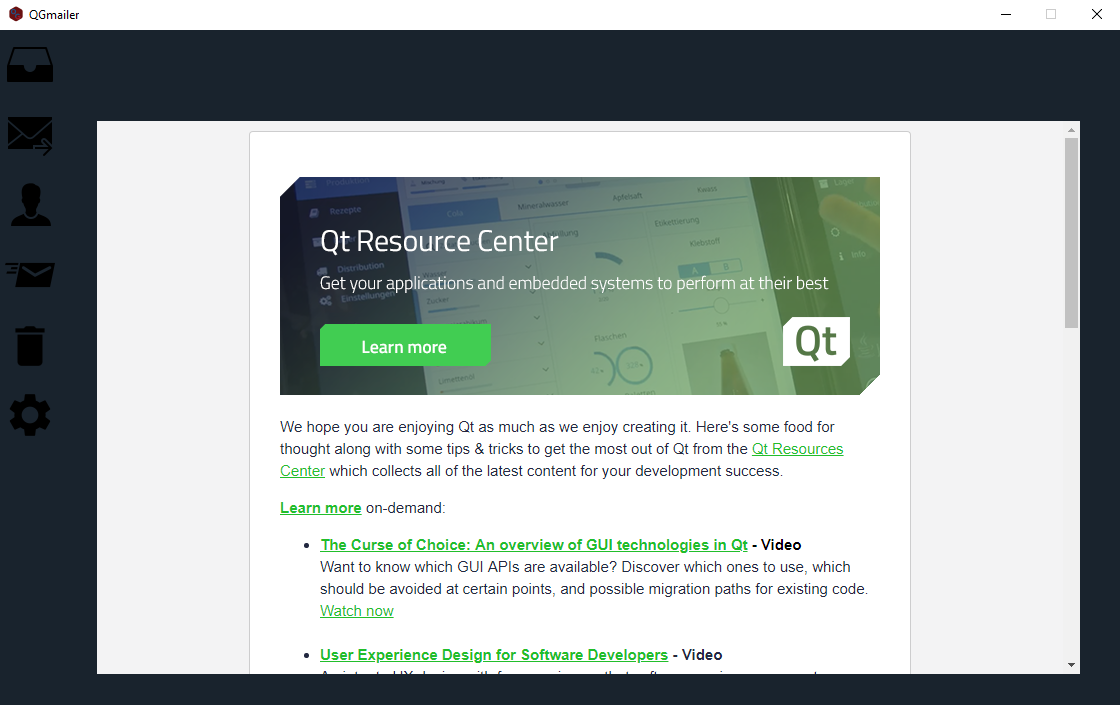 QGmailer
Rezepte
Mineralwasser
Apfelsaft
Kwass
Login
Cola
Etikettierung
Qt Resource Center
Klebstoff
Info
Distribution
A B
Get your applications and embedded systems to perform at their best
Einstellungen
Zucker
Flaschen
Learn more
Qt
Limettenöl
We hope you are enjoying Qt as much as we enjoy creating it. Here's some food for
thought along with some tips & tricks to get the most out of Qt from the Qt Resources
Center which collects all of the latest content for your development success.
Learn more on-demand:
• The Curse of Choice: An overview of GUI technologies in Qt - Video
Want to know which GUI APIs are available? Discover which ones to use, which
should be avoided at certain points, and possible migration paths for existing code.
Watch now
• User Experience Design for Software Developers - Video